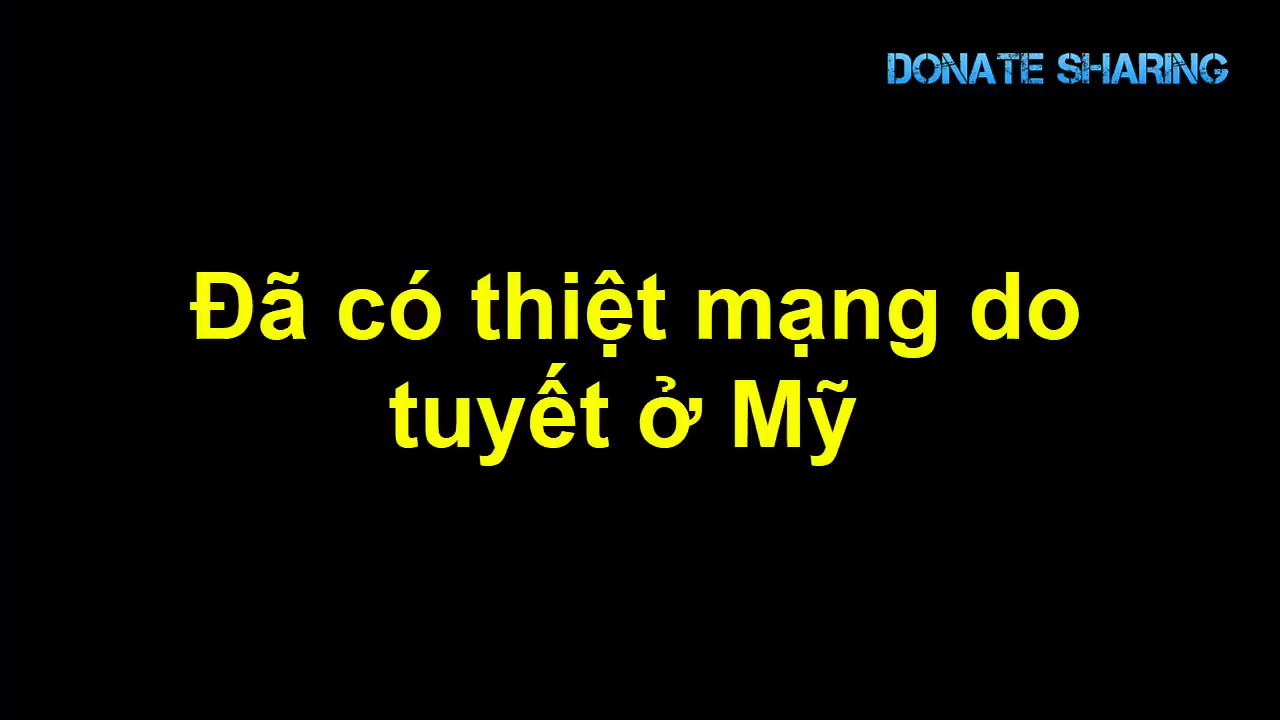 DONATE SHARING
Đã có thiệt mạng do
tuyết ở Mỹ